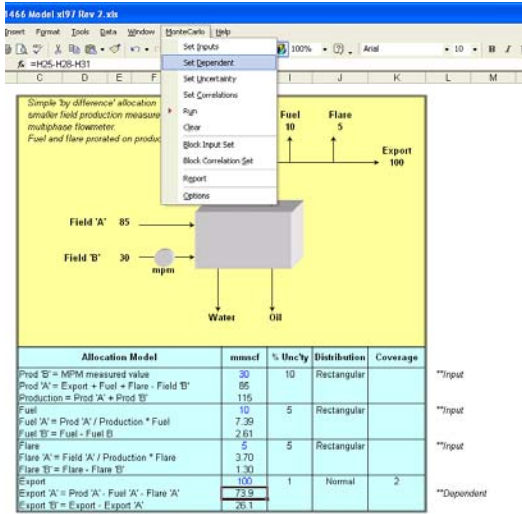 1466 Model xl97 Rev 2.xls
Insert Format Tools Data Window MonteCarlo Help
100% Arial 10 B I
fx =H25-H28-H31
Set Inputs
Set Dependent
Set Uncertainty
Set Correlations
Run
Clear
Block Input Set
Block Correlation Set
Report
Options
C D E F I J K L M
Simple 'by difference' allocation
smaller field production measure
multiphase flowmeter.
Fuel and flare prorated on produc
Fuel Flare
10 5
Export
100
Field 'A' 85
Field 'B' 30
mpm
Water Oil
Allocation Model mmscf % Unc'ty Distribution Coverage
Prod 'B' = MPM measured value 30 10 Rectangular **Input
Prod 'A' = Export + Fuel + Flare - Field 'B' 85
Production = Prod 'A' + Prod 'B' 115
Fuel 10 5 Rectangular **Input
Fuel 'A' = Prod 'A' / Production * Fuel 7.39
Fuel 'B' = Fuel - Fuel B 2.61
Flare 5 5 Rectangular **Input
Flare 'A' = Field 'A' / Production * Flare 3.70
Flare 'B' = Flare - Flare 'B' 1.30
Export 100 1 Normal 2
Export 'A' = Prod 'A' - Fuel 'A' - Flare 'A' 73.9 **Dependent
Export 'B' = Export - Export 'A' 26.1